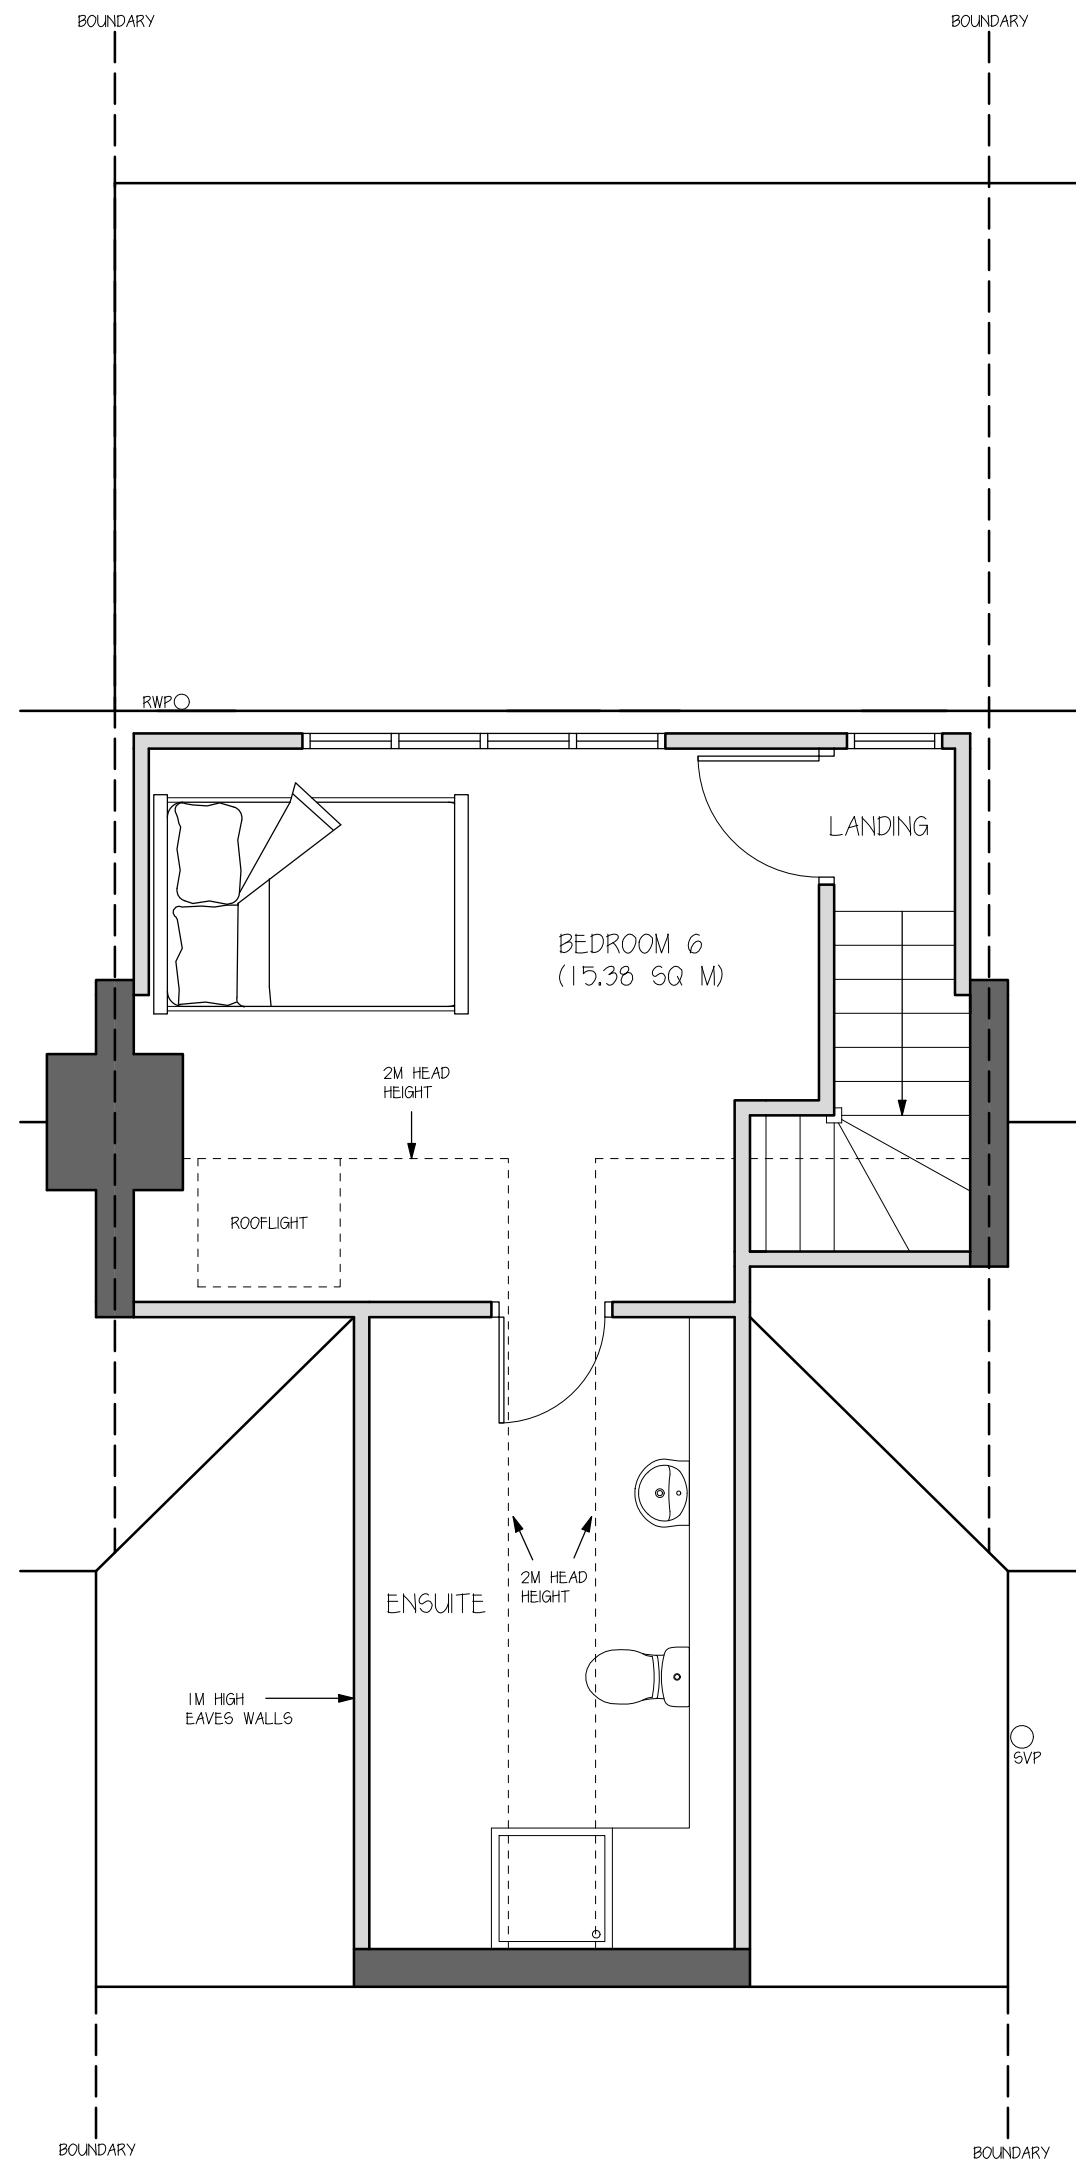 BOUNDARY
BOUNDARY
RWP
LANDING
BEDROOM 6
(15.38 SQ M)
2M HEAD
HEIGHT
ROOFLIGHT
2M HEAD
HEIGHT
ENSUITE
1M HIGH
EAVES WALLS
SVP
BOUNDARY
BOUNDARY